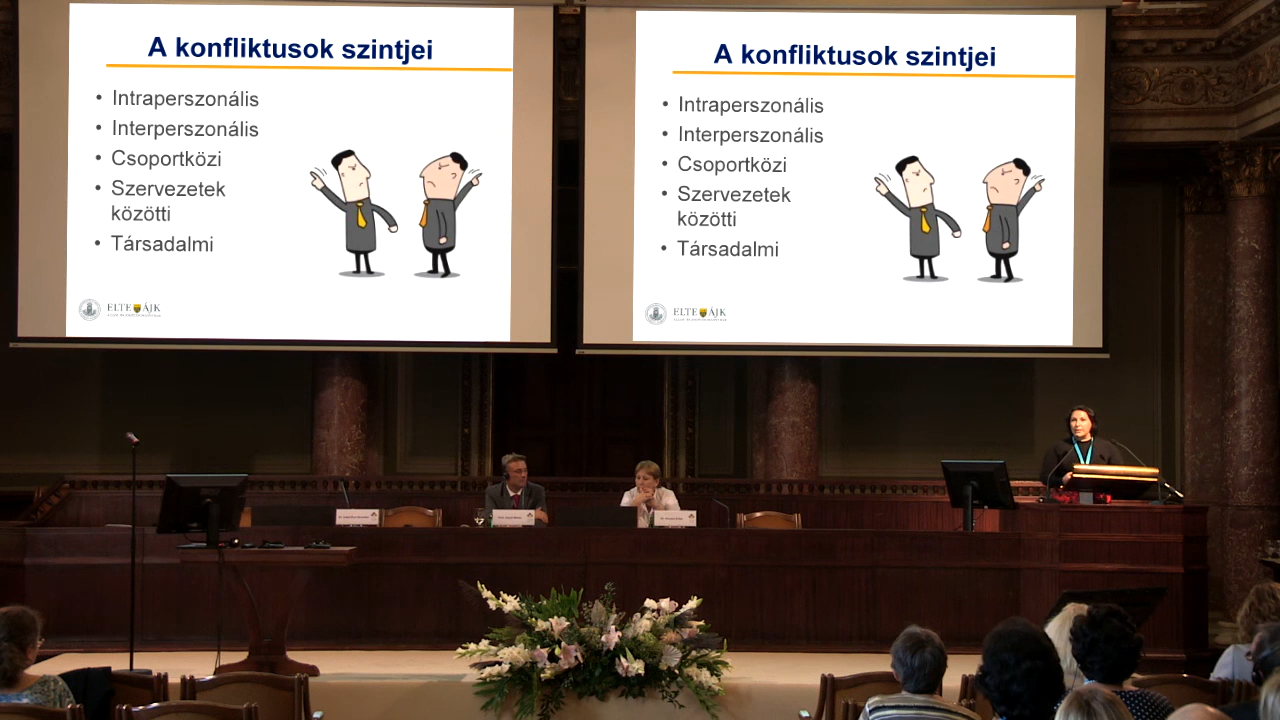 A konfliktusok szintjei
• Intraperszonális
• Interperszonális
• Csoportközi
• Szervezetek
közötti
• Társadalmi
ELTE ÁJK
A konfliktusok szintjei
• Intraperszonális
• Interperszonális
• Csoportközi
• Szervezetek
közötti
• Társadalmi
ELTE ÁJK